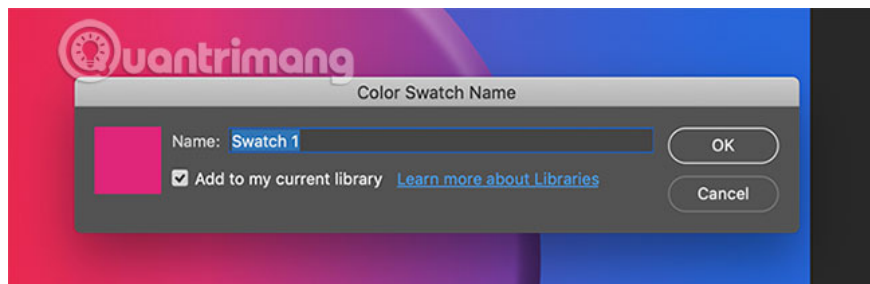 Quantrimang
Color Swatch Name
Name: Swatch 1
OK
Add to my current library Learn more about Libraries
Cancel